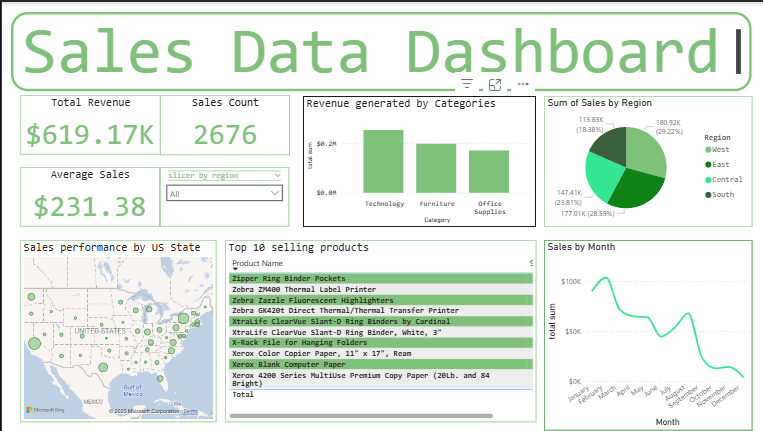 Sales Data Dashboard
Total Revenue
$619.17K
Sales Count
2676
Average Sales
$231.38
slicer by region
All
Revenue generated by Categories
total sum
$0.2M
$0.0M
Technology
Furniture
Office
Supplies
Category
Sum of Sales by Region
113.83K
(18.38%)
180.92K
(29.22%)
147.41K
(23.81%)
177.01K (28.59%)
Region
West
East
Central
South
Sales performance by US State
UNITED STATES
Gulf of
Mexico
MEXICO
CUBA
Microsoft Bing
© 2025 Microsoft Corporation Terms
Top 10 selling products
Product Name
S
Zipper Ring Binder Pockets
Zebra ZM400 Thermal Label Printer
Zebra Zazzle Fluorescent Highlighters
Zebra GK420t Direct Thermal/Thermal Transfer Printer
XtraLife ClearVue Slant-D Ring Binders by Cardinal
XtraLife ClearVue Slant-D Ring Binder, White, 3"
X-Rack File for Hanging Folders
Xerox Color Copier Paper, 11" x 17", Ream
Xerox Blank Computer Paper
Xerox 4200 Series MultiUse Premium Copy Paper (20Lb. and 84
Bright)
Total
Sales by Month
total sum
$100K
$50K
$0K
January
February
March
April
May
June
July
August
September
October
November
December
Month